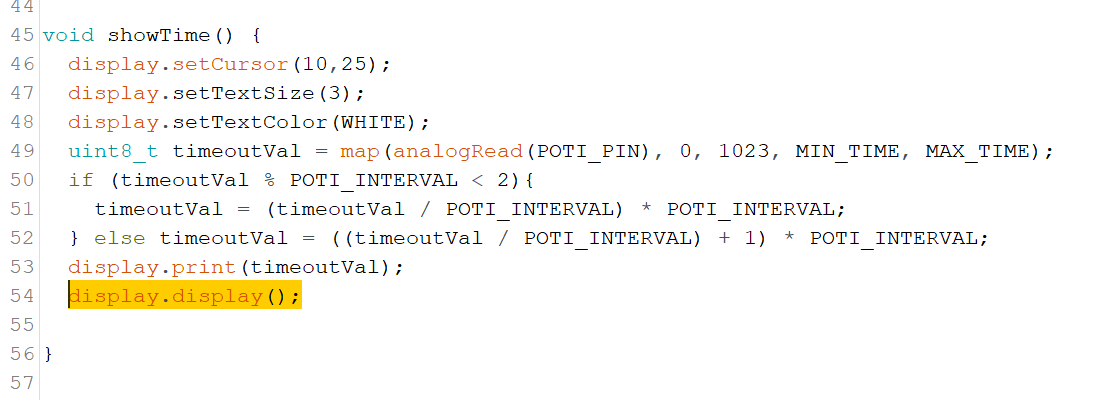 44
45 void showTime() {
46   display.setCursor(10,25);
47   display.setTextSize(3);
48   display.setTextColor(WHITE);
49   uint8_t timeoutVal = map(analogRead(POTI_PIN), 0, 1023, MIN_TIME, MAX_TIME);
50   if (timeoutVal % POTI_INTERVAL < 2){
51     timeoutVal = (timeoutVal / POTI_INTERVAL) * POTI_INTERVAL;
52   } else timeoutVal = ((timeoutVal / POTI_INTERVAL) + 1) * POTI_INTERVAL;
53   display.print(timeoutVal);
54   display.display();
55
56 }
57